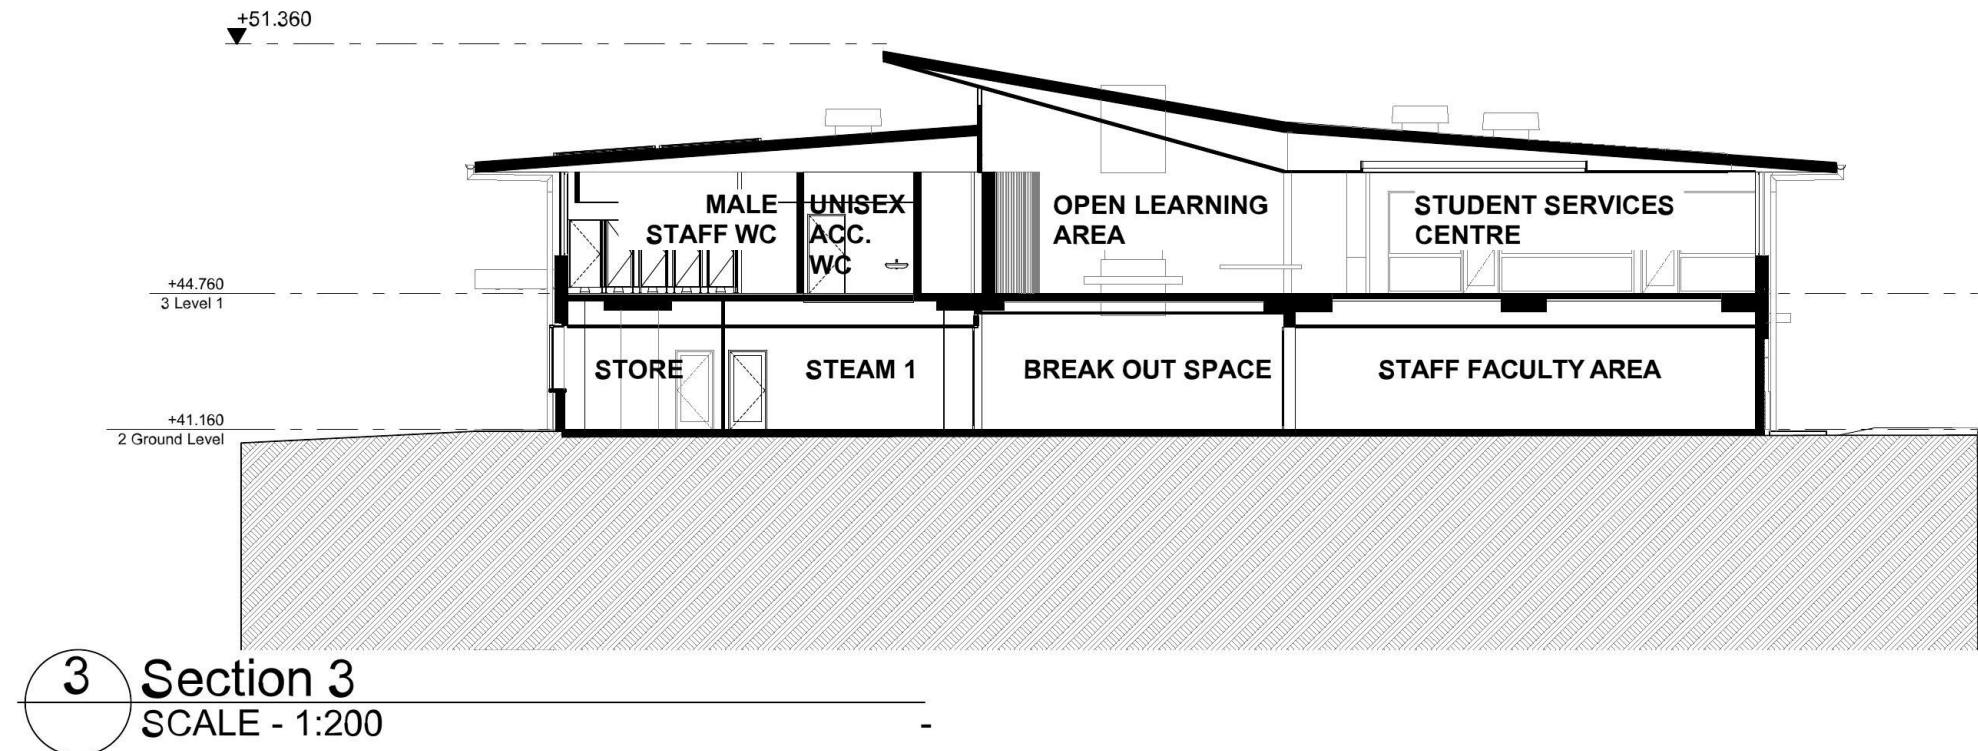 +51.360
MALE
STAFF WC
UNISEX
ACC.
WC
OPEN LEARNING
AREA
STUDENT SERVICES
CENTRE
+44.760
3 Level 1
STORE
STEAM 1
BREAK OUT SPACE
STAFF FACULTY AREA
+41.160
2 Ground Level
3
Section 3
SCALE - 1:200
-